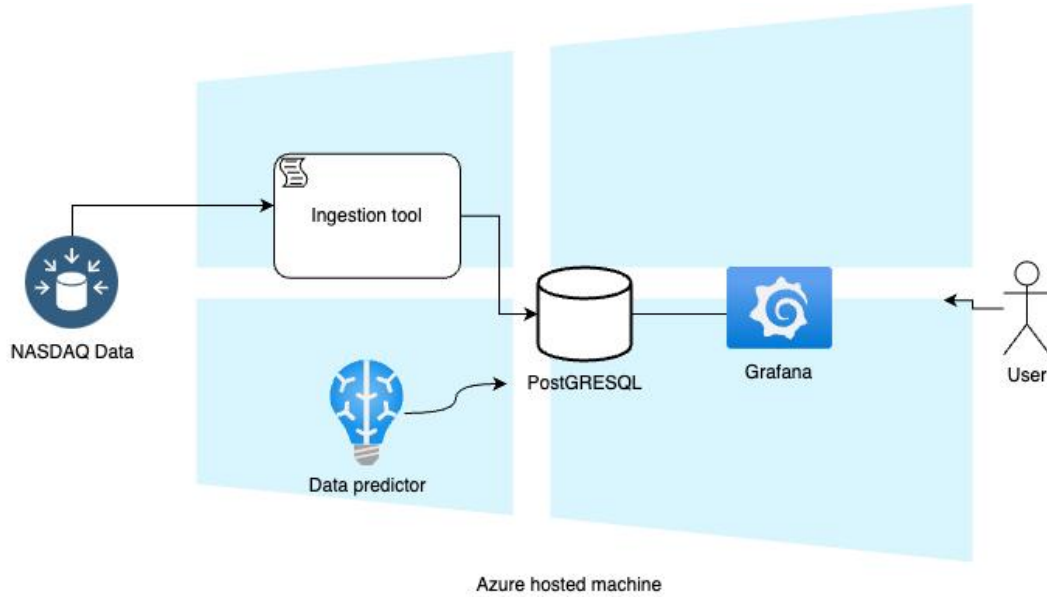 Ingestion tool
NASDAQ Data
PostGRESQL
Grafana
User
Data predictor
Azure hosted machine